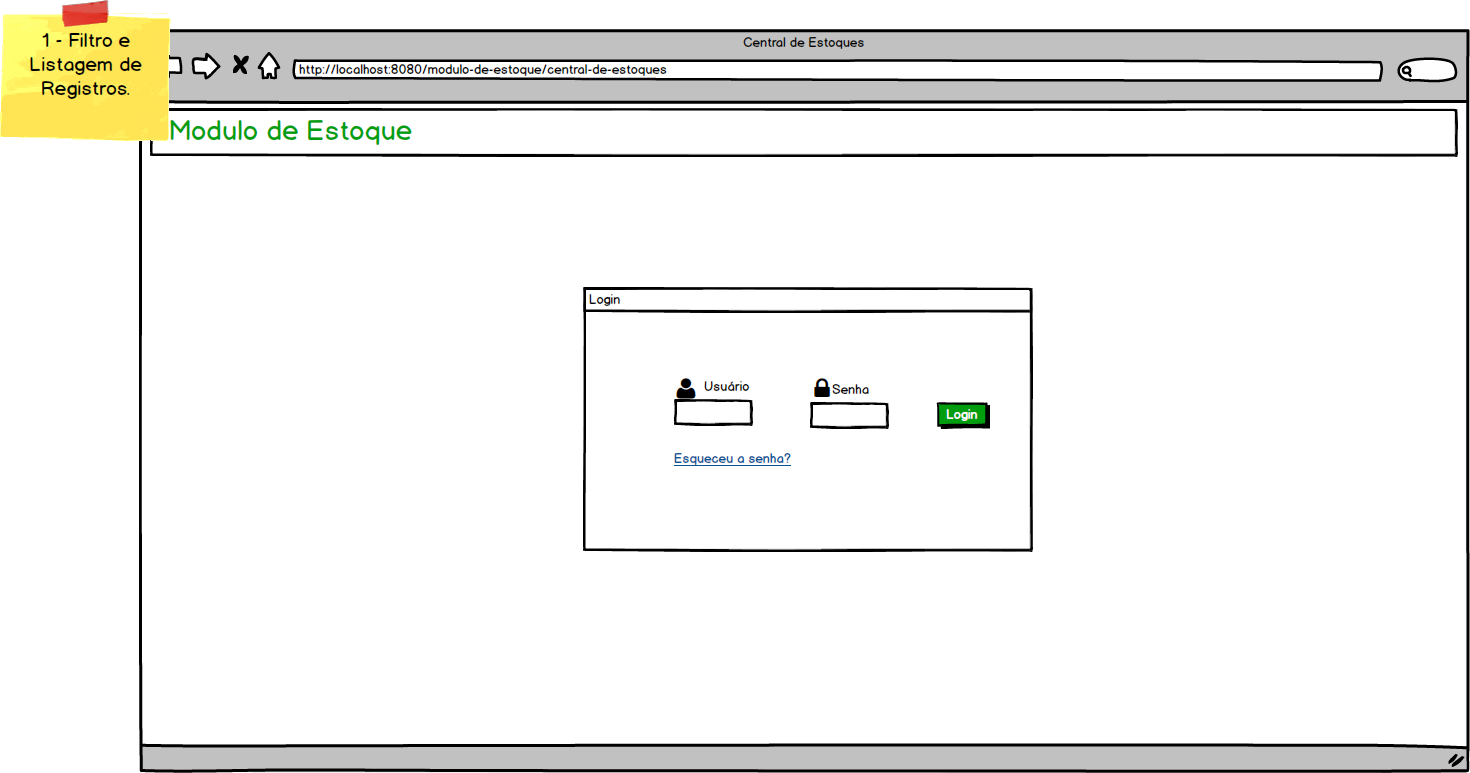 1 - Filtro e
Listagem de
Registros.
Central de Estoques
http://localhost:8080/modulo-de-estoque/central-de-estoques
Modulo de Estoque
Login
Usuário
Senha
Login
Esqueceu a senha?